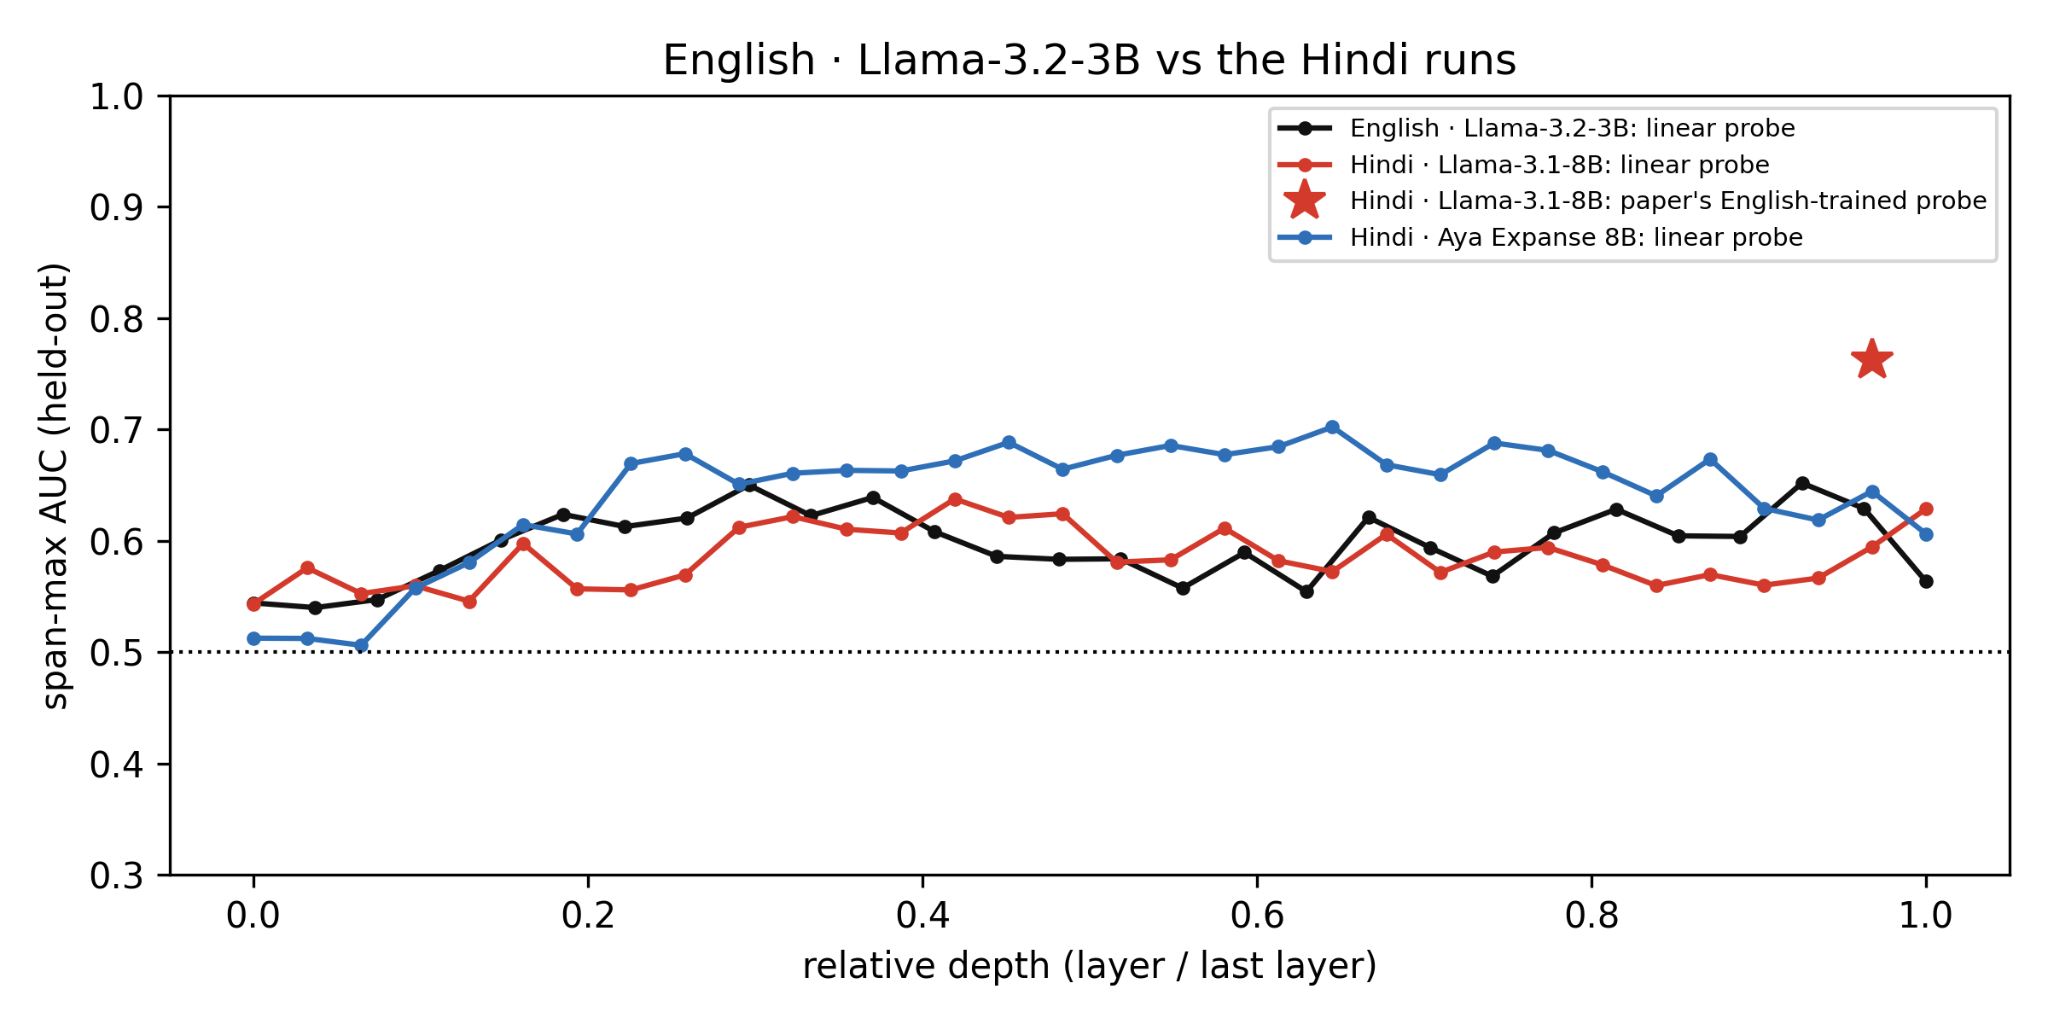 English · Llama-3.2-3B vs the Hindi runs
English · Llama-3.2-3B: linear probe
Hindi · Llama-3.1-8B: linear probe
Hindi · Llama-3.1-8B: paper's English-trained probe
Hindi · Aya Expanse 8B: linear probe
span-max AUC (held-out)
1.0
0.9
0.8
0.7
0.6
0.5
0.4
0.3
0.0 0.2 0.4 0.6 0.8 1.0
relative depth (layer / last layer)